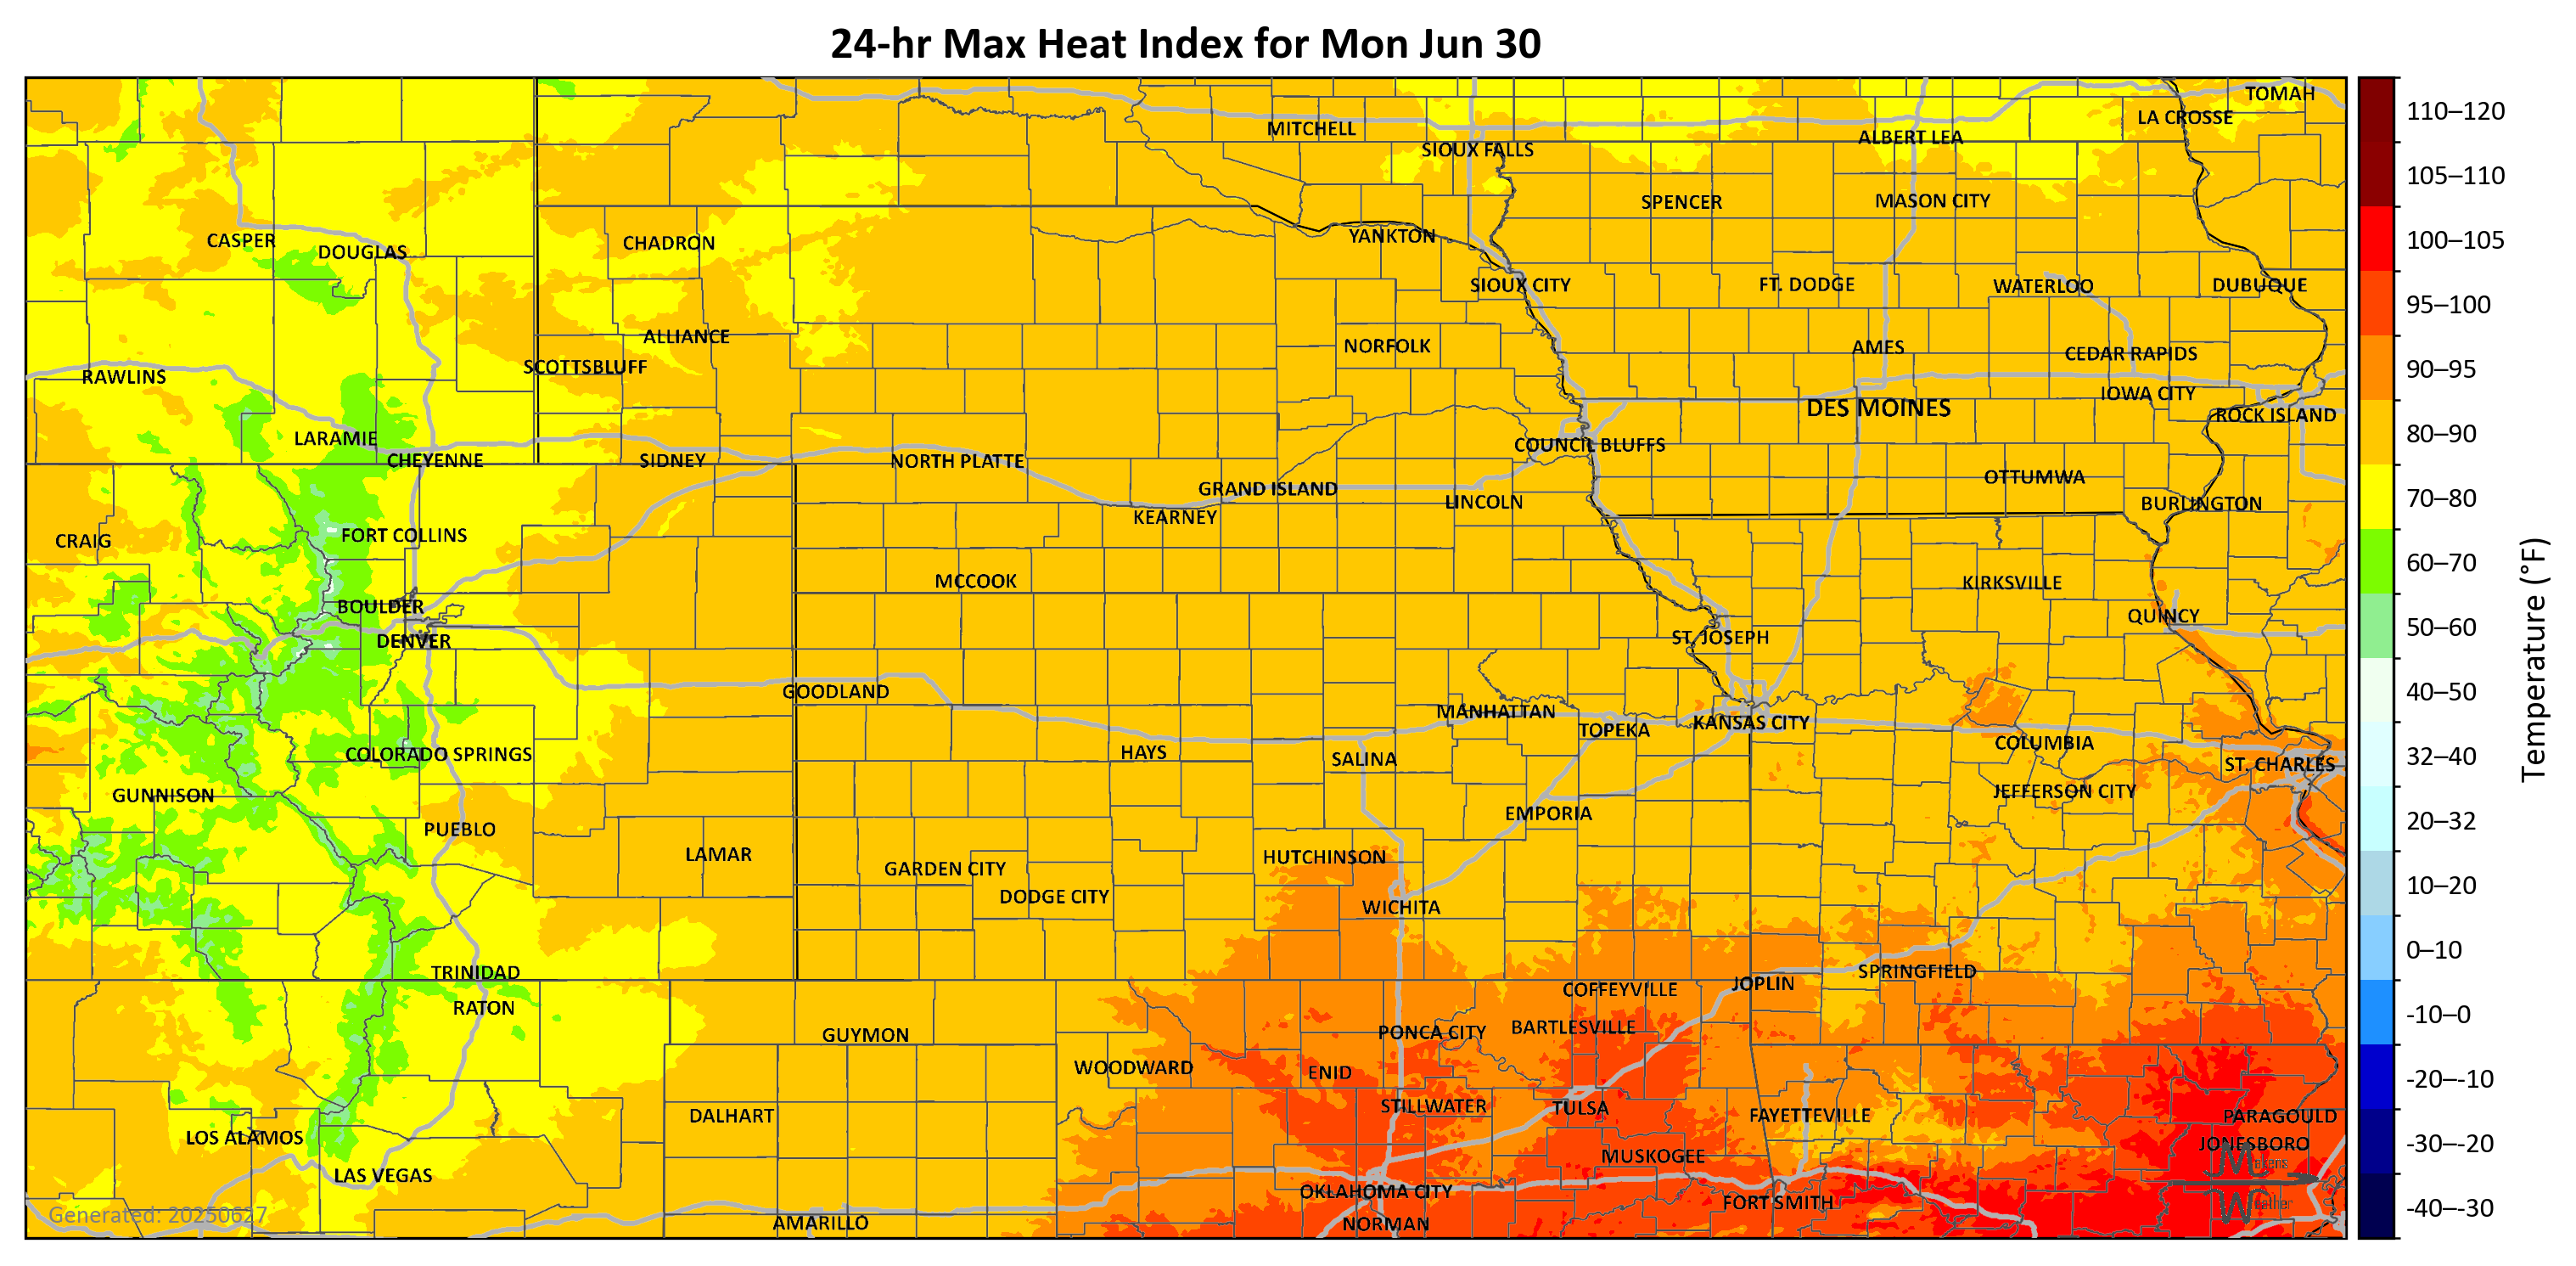 24-hr Max Heat Index for Mon Jun 30
TOMAH
LA CROSSE
MITCHELL
ALBERT LEA
SIOUX FALLS
SPENCER
MASON CITY
CASPER
DOUGLAS
CHADRON
YANKTON
SIOUX CITY
FT. DODGE
WATERLOO
DUBUQUE
ALLIANCE
NORFOLK
AMES
CEDAR RAPIDS
SCOTTSBLUFF
RAWLINS
IOWA CITY
DES MOINES
ROCK ISLAND
LARAMIE
COUNCIL BLUFFS
CHEYENNE
SIDNEY
NORTH PLATTE
OTTUMWA
GRAND ISLAND
LINCOLN
BURLINGTON
KEARNEY
FORT COLLINS
CRAIG
MCCOOK
KIRKSVILLE
BOULDER
QUINCY
DENVER
ST. JOSEPH
GOODLAND
MANHATTAN
TOPEKA
KANSAS CITY
COLUMBIA
COLORADO SPRINGS
HAYS
SALINA
ST. CHARLES
GUNNISON
JEFFERSON CITY
EMPORIA
PUEBLO
LAMAR
HUTCHINSON
GARDEN CITY
DODGE CITY
WICHITA
TRINIDAD
SPRINGFIELD
JOPLIN
COFFEYVILLE
RATON
PONCA CITY
BARTLESVILLE
GUYMON
WOODWARD
ENID
STILLWATER
TULSA
DALHART
FAYETTEVILLE
PARAGOULD
LOS ALAMOS
JONESBORO
MUSKOGEE
LAS VEGAS
OKLAHOMA CITY
FORT SMITH
AMARILLO
NORMAN
Generated: 20250627
110–120
105–110
100–105
95–100
90–95
80–90
70–80
60–70
50–60
40–50
32–40
20–32
10–20
0–10
-10–0
-20–-10
-30–-20
-40–-30
Temperature (°F)